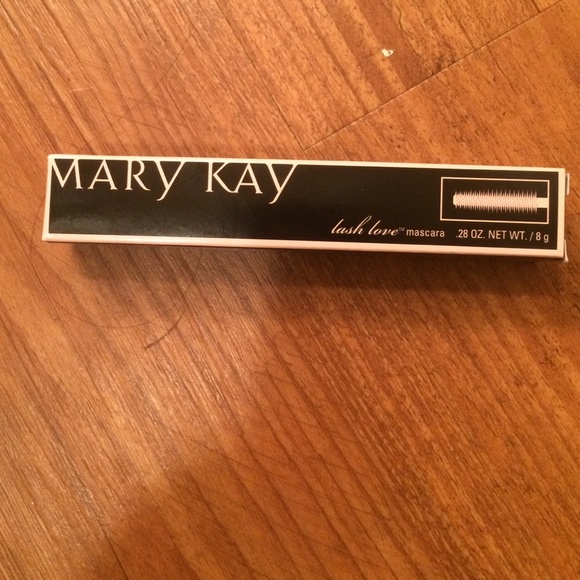 MARY KAY
lash love™ mascara .28 OZ. NET WT. / 8 g